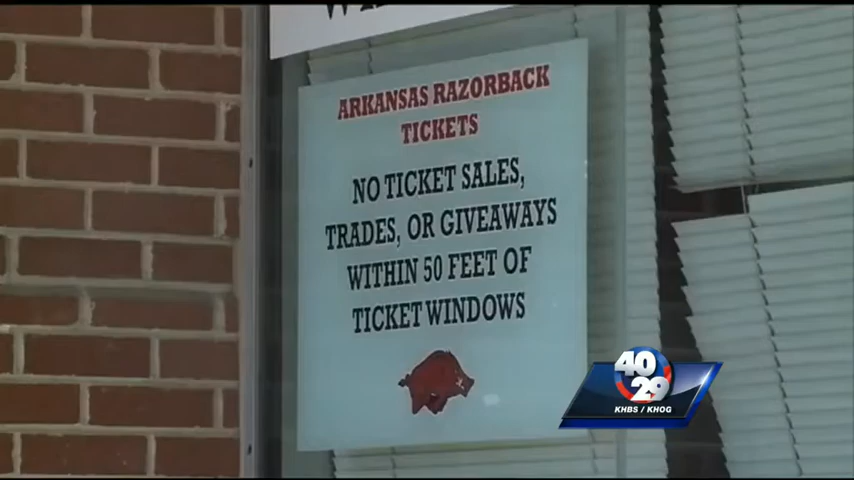 ARKANSAS RAZORBACK
TICKETS
NO TICKET SALES,
TRADES, OR GIVEAWAYS
WITHIN 50 FEET OF
TICKET WINDOWS
40
29
KHBS / KHOG